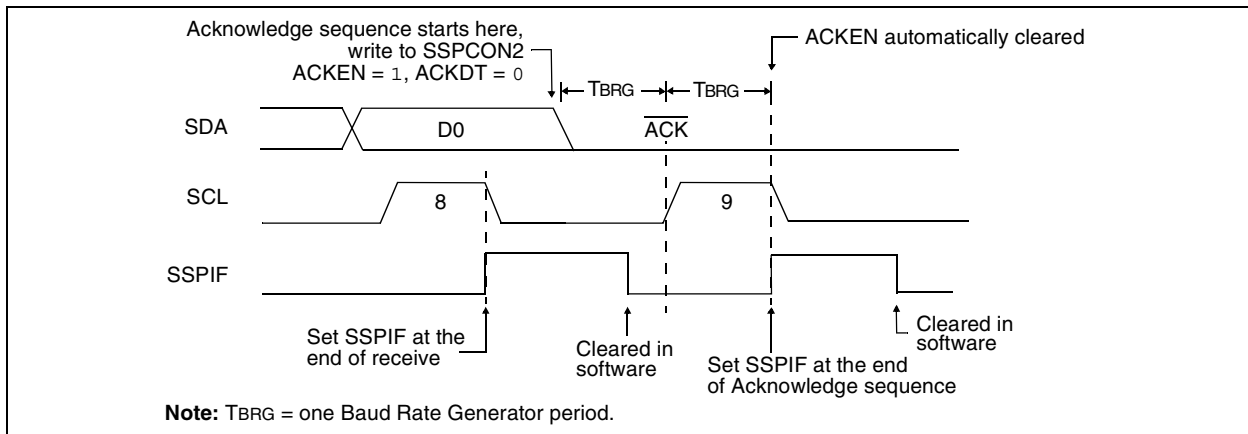 Acknowledge sequence starts here,
write to SSPCON2
ACKEN = 1, ACKDT = 0
ACKEN automatically cleared
TBRG
TBRG
SDA
D0
ACK
SCL
8
9
SSPIF
Set SSPIF at the
end of receive
Cleared in
software
Set SSPIF at the end
of Acknowledge sequence
Cleared in
software
Note: TBRG = one Baud Rate Generator period.